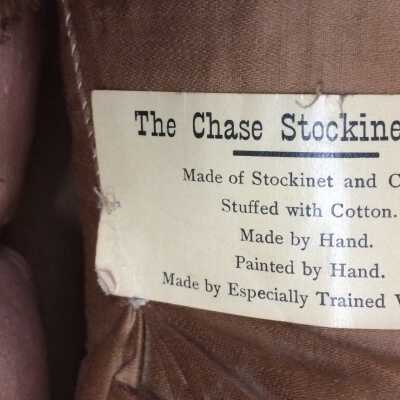 The Chase Stockine
Made of Stockinet and C
Stuffed with Cotton.
Made by Hand.
Painted by Hand.
Made by Especially Trained